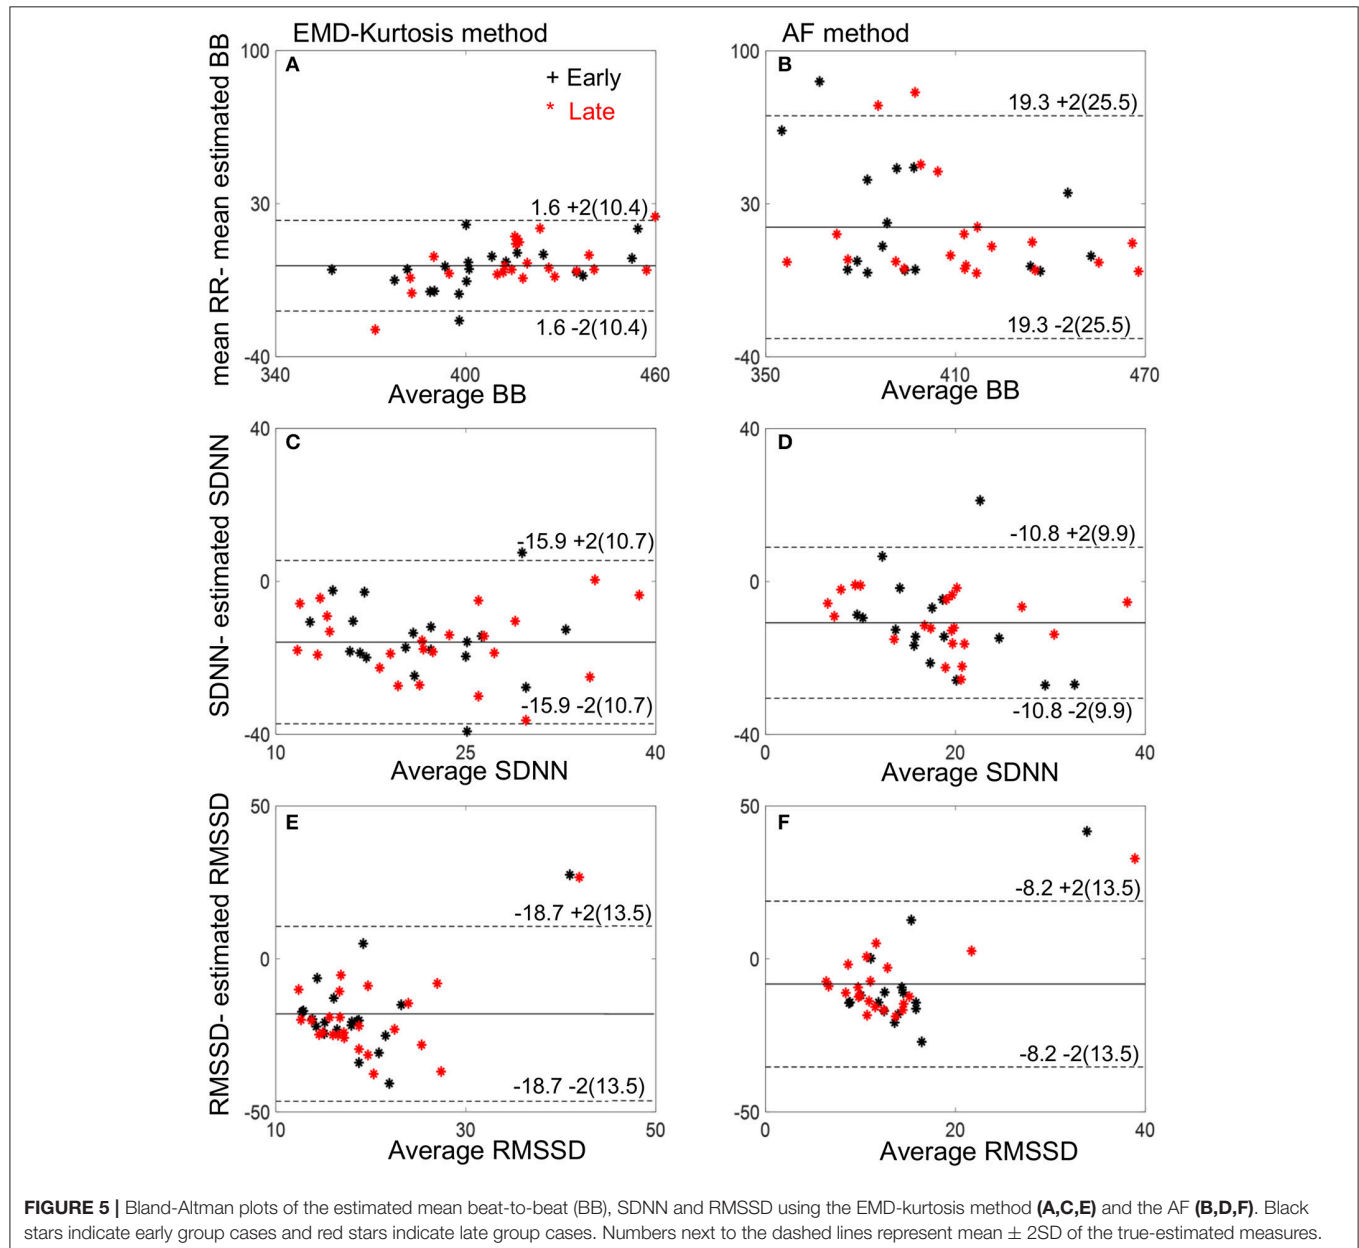 EMD-Kurtosis method
AF method
mean RR- mean estimated BB
100
30
-40
A
+ Early
* Late
1.6 +2(10.4)
1.6 -2(10.4)
340
400
460
Average BB
100
30
-40
B
19.3 +2(25.5)
19.3 -2(25.5)
350
410
470
Average BB
SDNN- estimated SDNN
40
0
-40
C
-15.9 +2(10.7)
-15.9 -2(10.7)
10
25
40
Average SDNN
40
0
-40
D
-10.8 +2(9.9)
-10.8 -2(9.9)
0
20
40
Average SDNN
RMSSD- estimated RMSSD
50
0
-50
E
-18.7 +2(13.5)
-18.7 -2(13.5)
10
30
50
Average RMSSD
50
0
-50
F
-8.2 +2(13.5)
-8.2 -2(13.5)
0
20
40
Average RMSSD
FIGURE 5 | Bland-Altman plots of the estimated mean beat-to-beat (BB), SDNN and RMSSD using the EMD-kurtosis method (A,C,E) and the AF (B,D,F). Black
stars indicate early group cases and red stars indicate late group cases. Numbers next to the dashed lines represent mean ± 2SD of the true-estimated measures.